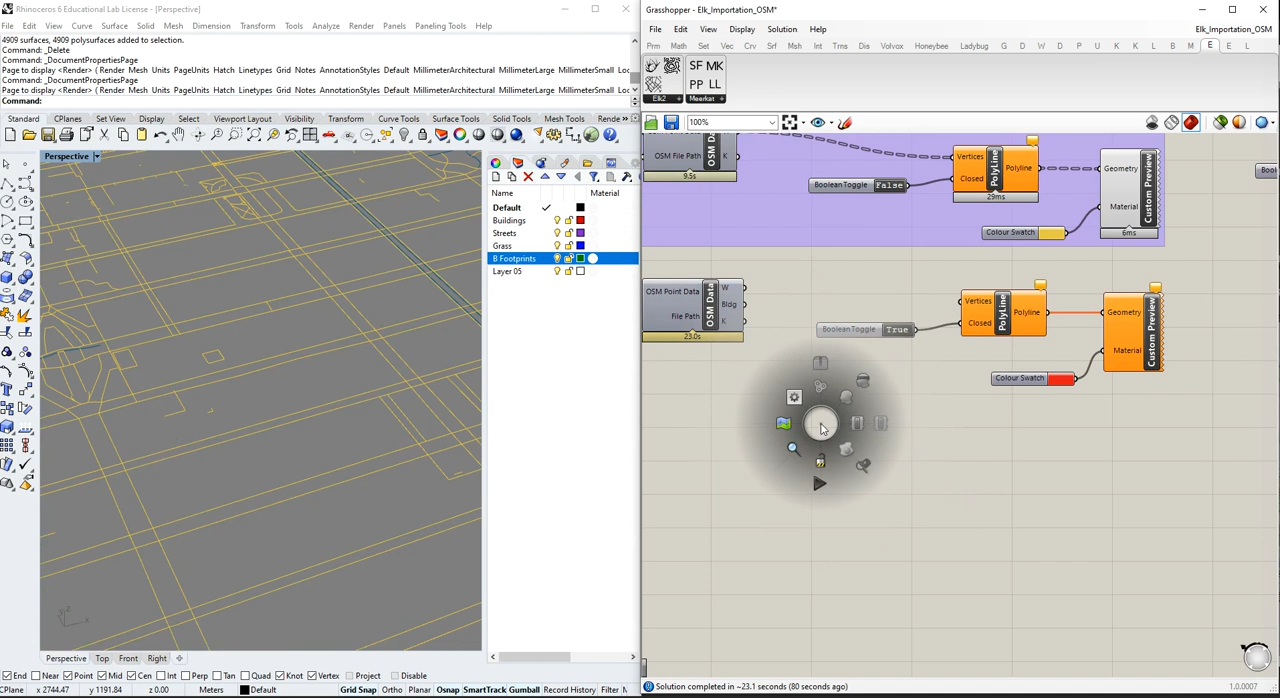 Rhinoceros 6 Educational Lab License - [Perspective]
File Edit View Curve Surface Solid Mesh Dimension Transform Tools Analyze Render Panels Paneling Tools Help
4909 surfaces, 4909 polysurfaces added to selection.
Command: _Delete
Command: _DocumentPropertiesPage
Page to display <Render> ( Render Mesh Units PageUnits Hatch Linetypes Grid Notes AnnotationStyles Default MillimeterArchitectural MillimeterLarge MillimeterSmall Loc
Command: _DocumentPropertiesPage
Page to display <Render> ( Render Mesh Units PageUnits Hatch Linetypes Grid Notes AnnotationStyles Default MillimeterArchitectural MillimeterLarge MillimeterSmall Loc
Command:
Standard CPlanes Set View Display Select Viewport Layout Visibility Transform Curve Tools Surface Tools Solid Tools Mesh Tools Rende »
Perspective
Name Material
Default
Buildings
Streets
Grass
B Footprints
Layer 05
z y x
Perspective Top Front Right
End Near Point Mid Cen Int Perp Tan Quad Knot Vertex Project Disable
CPlane x 2744.47 y 1191.84 z 0.00 Meters Default Grid Snap Ortho Planar Osnap SmartTrack Gumball Record History Filter M
Grasshopper - Elk_Importation_OSM*
File Edit View Display Solution Help Elk_Importation_OSM
Prm Math Set Vec Crv Srf Msh Int Trns Dis Volvox Honeybee Ladybug G D W D M P U K K L B M E E L
SF MK
PP LL
Elk2 + Meerkat +
100%
OSM File Path K OSM Da
9.5s
Boolean Toggle False
Vertices Closed PolyLine Polyline
29ms
Geometry Material Custom Preview
6ms
Colour Swatch
Bool
OSM Point Data File Path OSM Data W Bldg K
23.0s
Boolean Toggle True
Vertices Closed PolyLine Polyline
Geometry Material Custom Preview
Colour Swatch
Solution completed in ~23.1 seconds (80 seconds ago)
1.0.0007